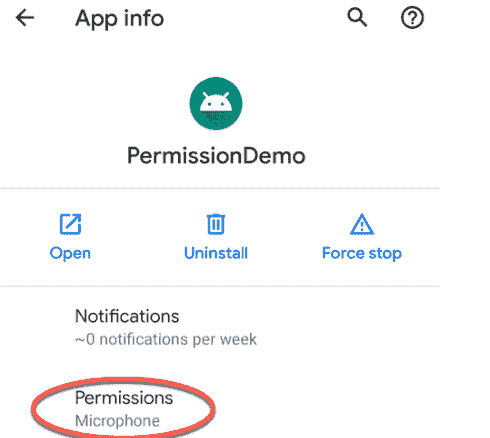 App info
PermissionDemo
Open Uninstall Force stop
Notifications
~0 notifications per week
Permissions
Microphone